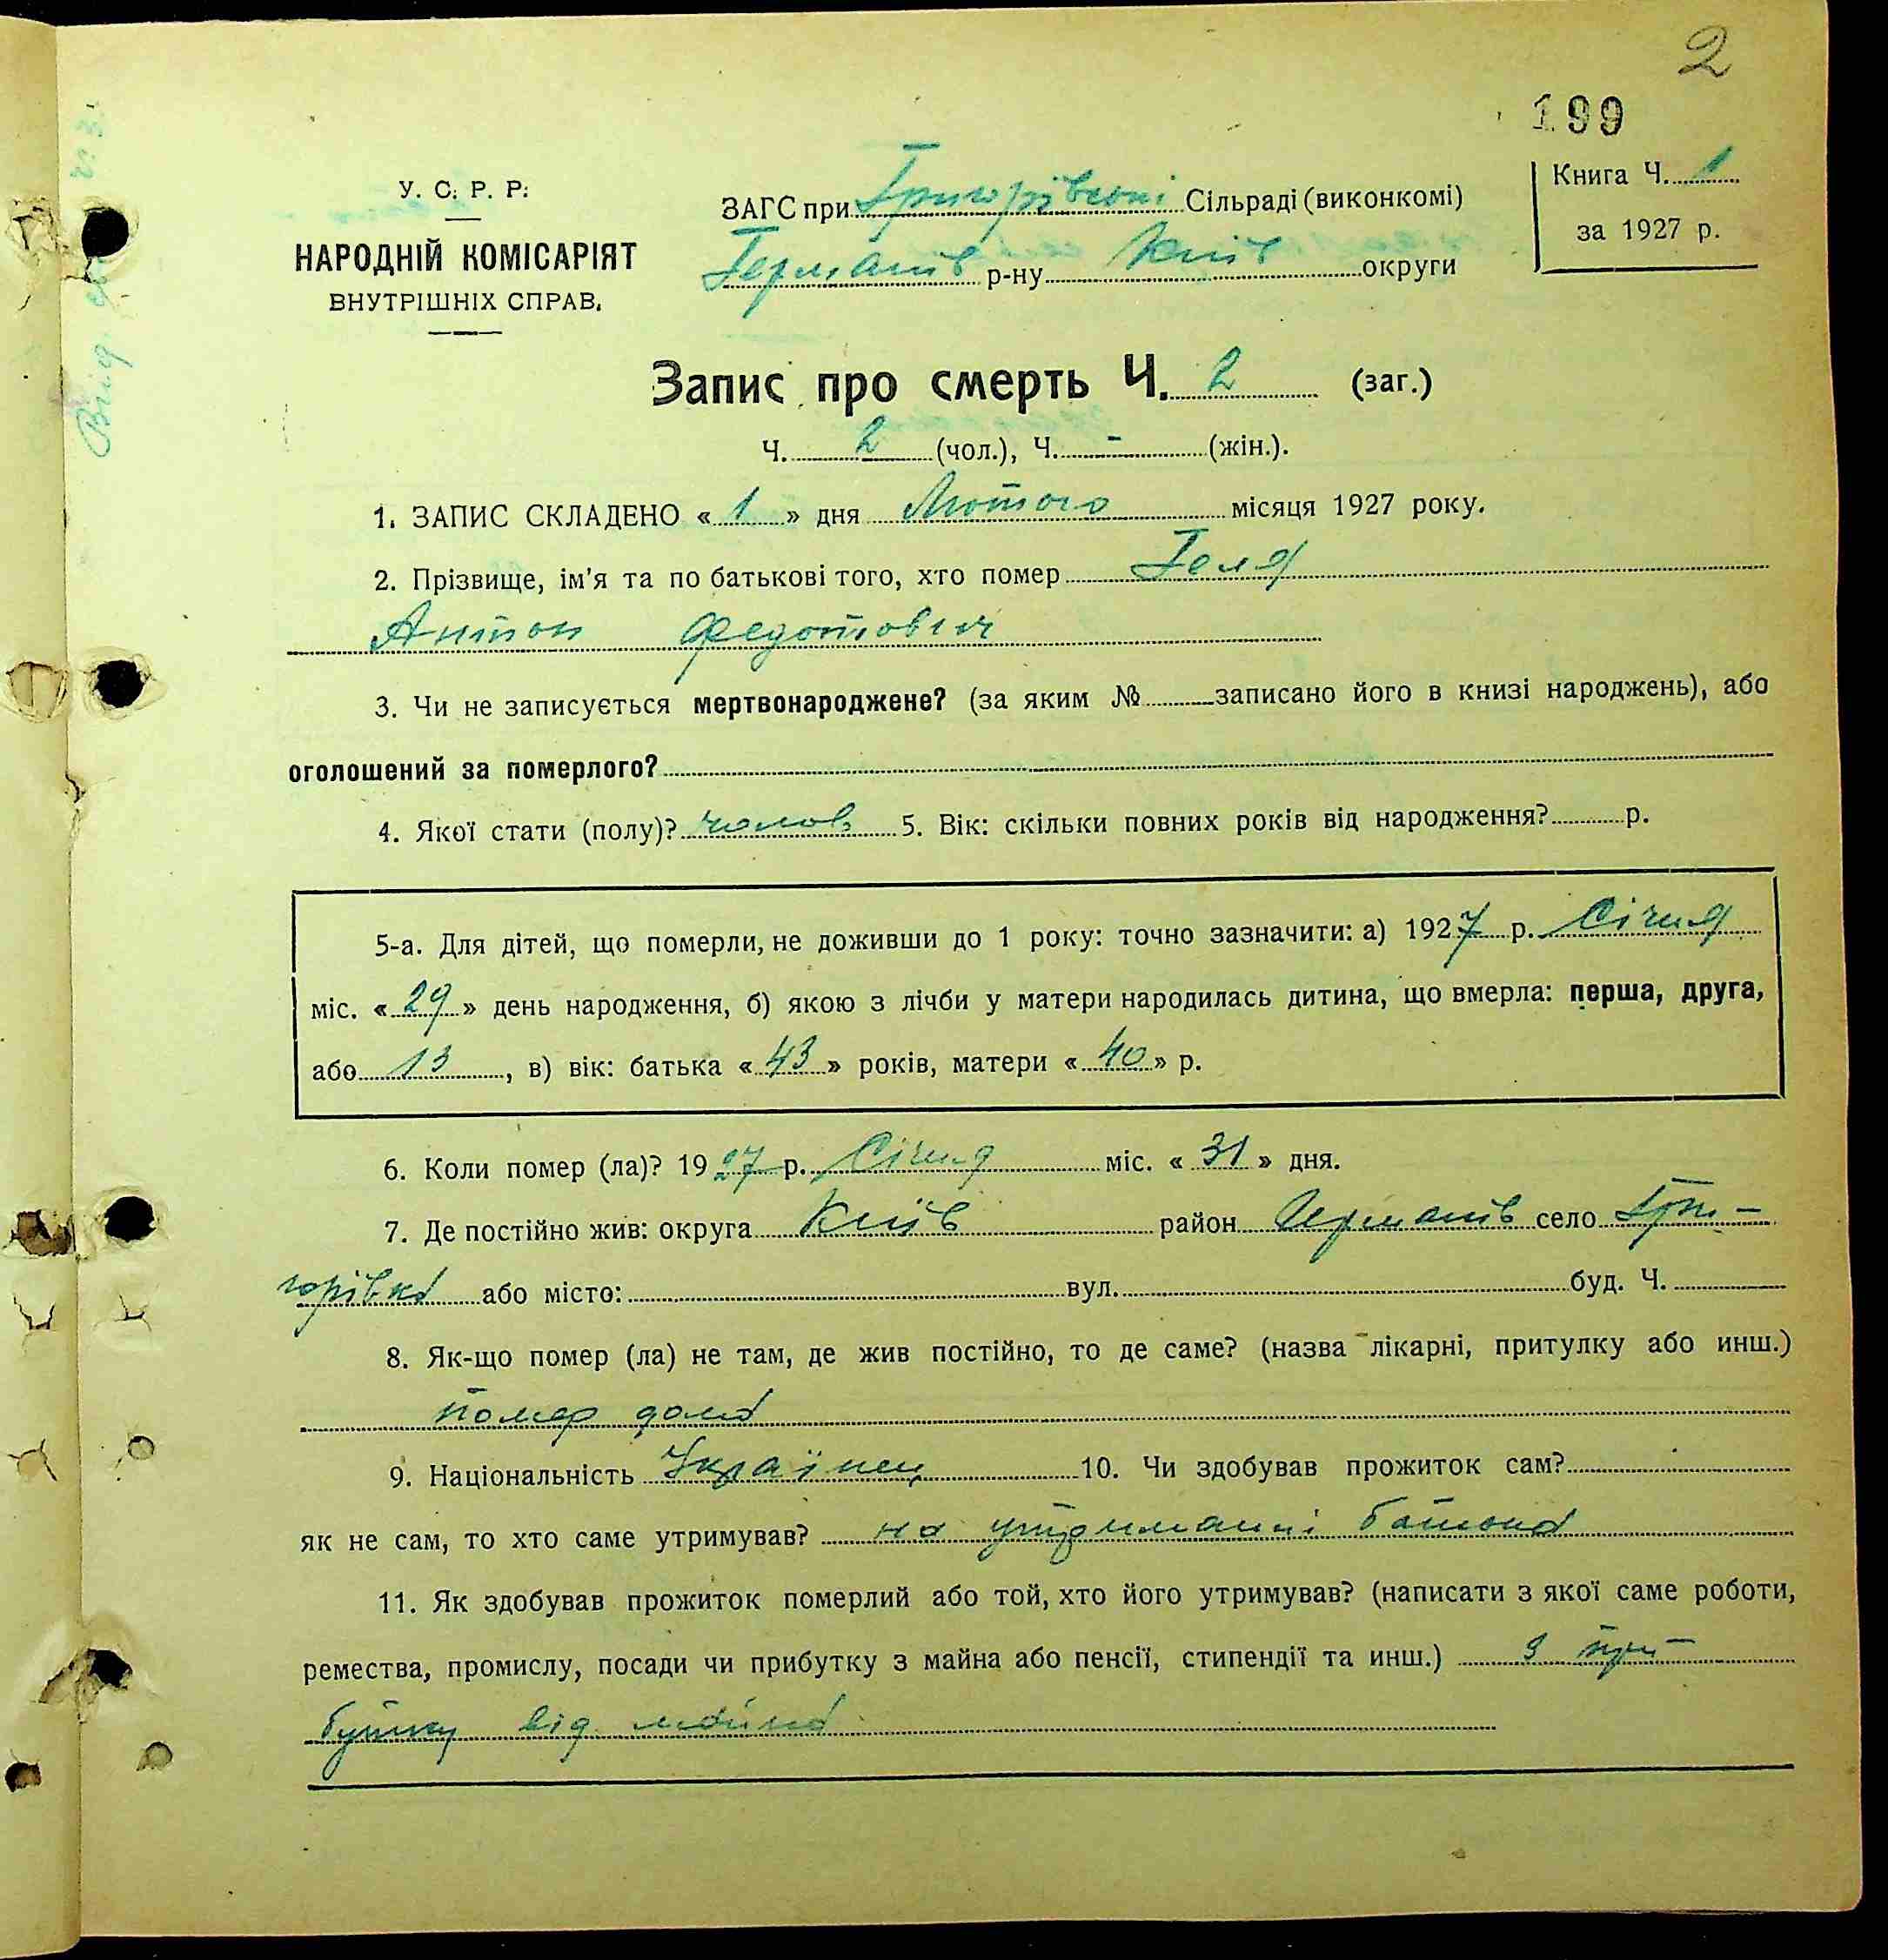 2
199
У. С. Р. Р.
НАРОДНІЙ КОМІСАРІЯТ
ВНУТРІШНІХ СПРАВ.
ЗАГС при Григорівські Сільраді (виконкомі)
Германів р-ну Київ округи
Книга Ч. 1
за 1927 р.
Запис про смерть Ч. 2 (заг.)
Ч. 2 (чол.), Ч. - (жін.).
1. ЗАПИС СКЛАДЕНО « 1 » дня Лютого місяця 1927 року.
2. Прізвище, ім'я та по батькові того, хто помер Геля
Антон Федотович
3. Чи не записується мертвонароджене? (за яким № записано його в книзі народжень), або
оголошений за померлого?
4. Якої стати (полу)? чолов 5. Вік: скільки повних років від народження? р.
5-а. Для дітей, що померли, не доживши до 1 року: точно зазначити: а) 1927 р. Січня
міс. « 29 » день народження, б) якою з лічби у матери народилась дитина, що вмерла: перша, друга,
або 13, в) вік: батька « 43 » років, матери « 40 » р.
6. Коли помер (ла)? 1927 р. Січня міс. « 31 » дня.
7. Де постійно жив: округа Київ район Германів село Гри-
горівка або місто: вул. буд. Ч.
8. Як-що помер (ла) не там, де жив постійно, то де саме? (назва лікарні, притулку або инш.)
помер дома
9. Національність Українец 10. Чи здобував прожиток сам?
як не сам, то хто саме утримував? на утриманні батька
11. Як здобував прожиток померлий або той, хто його утримував? (написати з якої саме роботи,
ремества, промислу, посади чи прибутку з майна або пенсії, стипендії та инш.) з при
бутку від майна